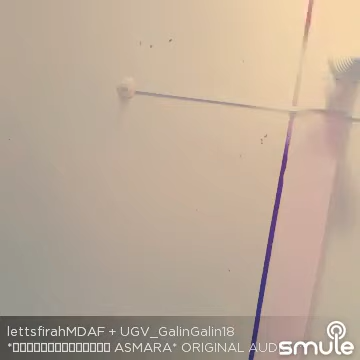 lettsfirahMDAF + UGV_GalinGalin18
*▯▯▯▯▯▯▯▯▯▯▯▯▯▯▯ ASMARA* ORIGINAL AUD
smule